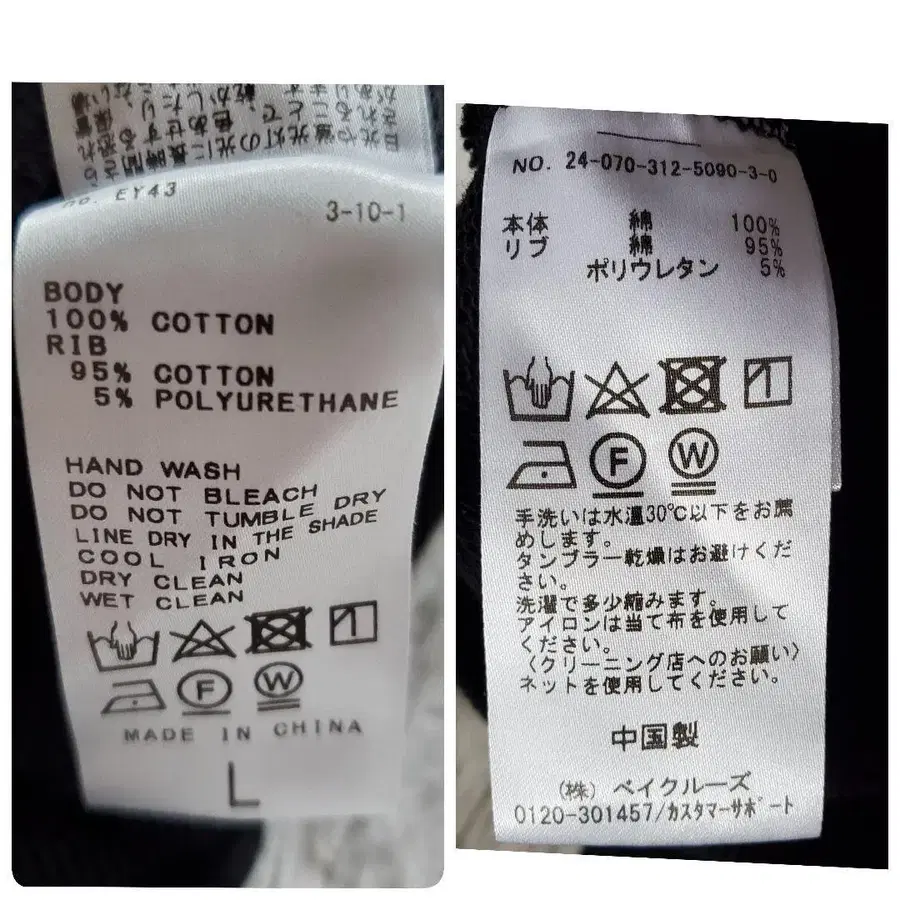 no. EY43
3-10-1
BODY
100% COTTON
RIB
95% COTTON
5% POLYURETHANE
HAND WASH
DO NOT BLEACH
DO NOT TUMBLE DRY
LINE DRY IN THE SHADE
COOL IRON
DRY CLEAN
WET CLEAN
F W
MADE IN CHINA
L
NO. 24-070-312-5090-3-0
本体 綿 100%
リブ 綿 95%
ポリウレタン 5%
F W
手洗いは水温30℃以下をお薦
めします。
タンブラー乾燥はお避けくだ
さい。
洗濯で多少縮みます。
アイロンは当て布を使用して
ください。
〈クリーニング店へのお願い〉
ネットを使用してください。
中国製
(株) ベイクルーズ
0120-301457/カスタマーサポート